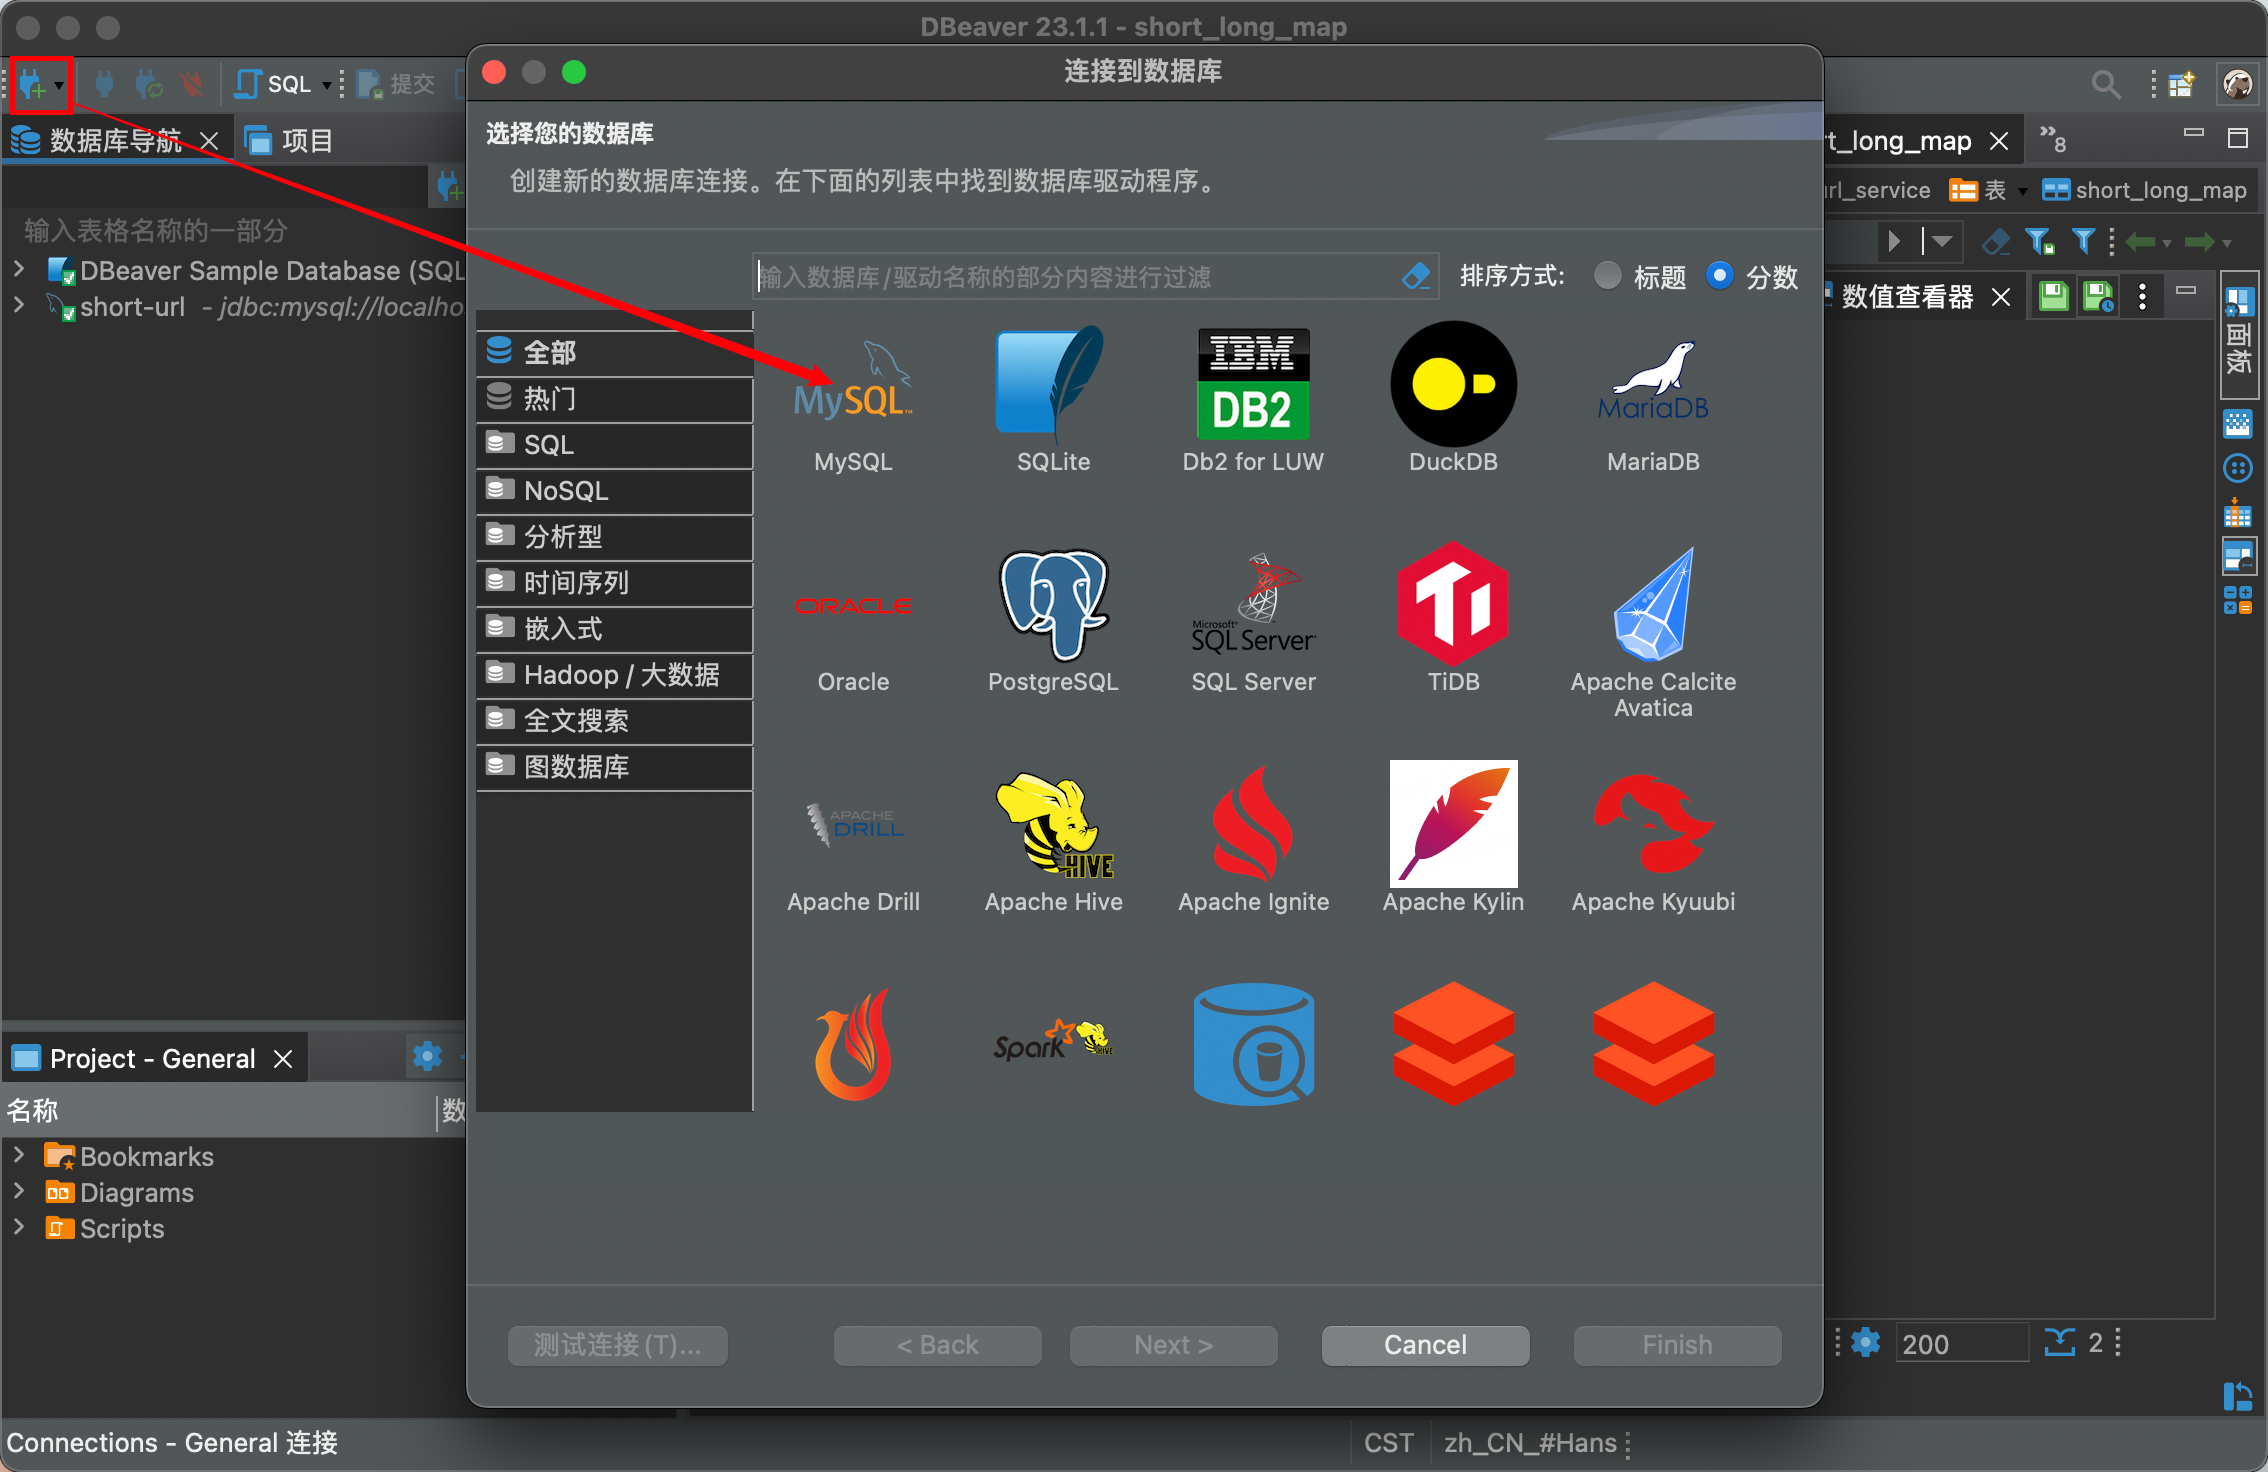 DBeaver 23.1.1 - short_long_map
SQL
提交
数据库导航
项目
输入表格名称的一部分
DBeaver Sample Database (SQL
short-url - jdbc:mysql://localho
Project - General
名称
数
Bookmarks
Diagrams
Scripts
Connections - General 连接
CST
zh_CN_#Hans
连接到数据库
选择您的数据库
创建新的数据库连接。在下面的列表中找到数据库驱动程序。
输入数据库/驱动名称的部分内容进行过滤
排序方式:
标题
分数
全部
热门
SQL
NoSQL
分析型
时间序列
嵌入式
Hadoop / 大数据
全文搜索
图数据库
MySQL™
MySQL
SQLite
IBM
DB2
Db2 for LUW
DuckDB
MariaDB
MariaDB
ORACLE
Oracle
PostgreSQL
Microsoft®
SQL Server
SQL Server
TiDB
Apache Calcite
Avatica
APACHE
DRILL
Apache Drill
HIVE
Apache Hive
Apache Ignite
Apache Kylin
Apache Kyuubi
Spark
HIVE
测试连接(T)...
< Back
Next >
Cancel
Finish
t_long_map
»8
url_service
表
short_long_map
数值查看器
面板
200
2